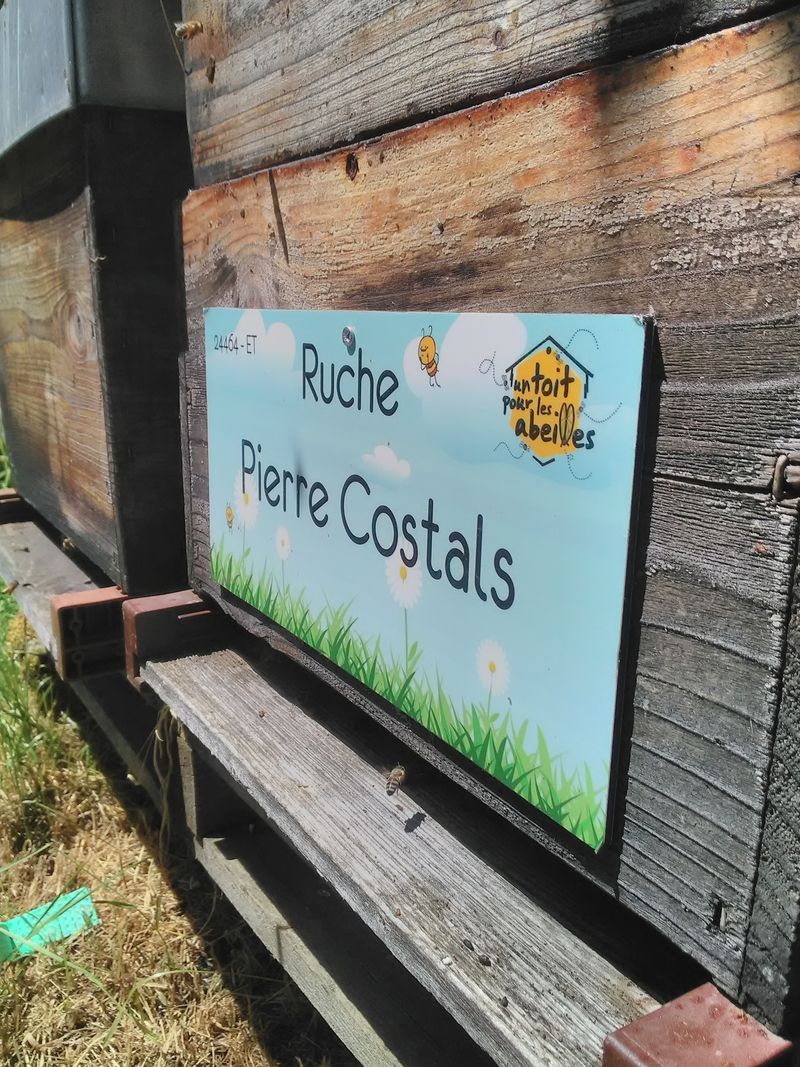 24464 - ET
Ruche
Pierre Costals
un toit
pour les
abeilles